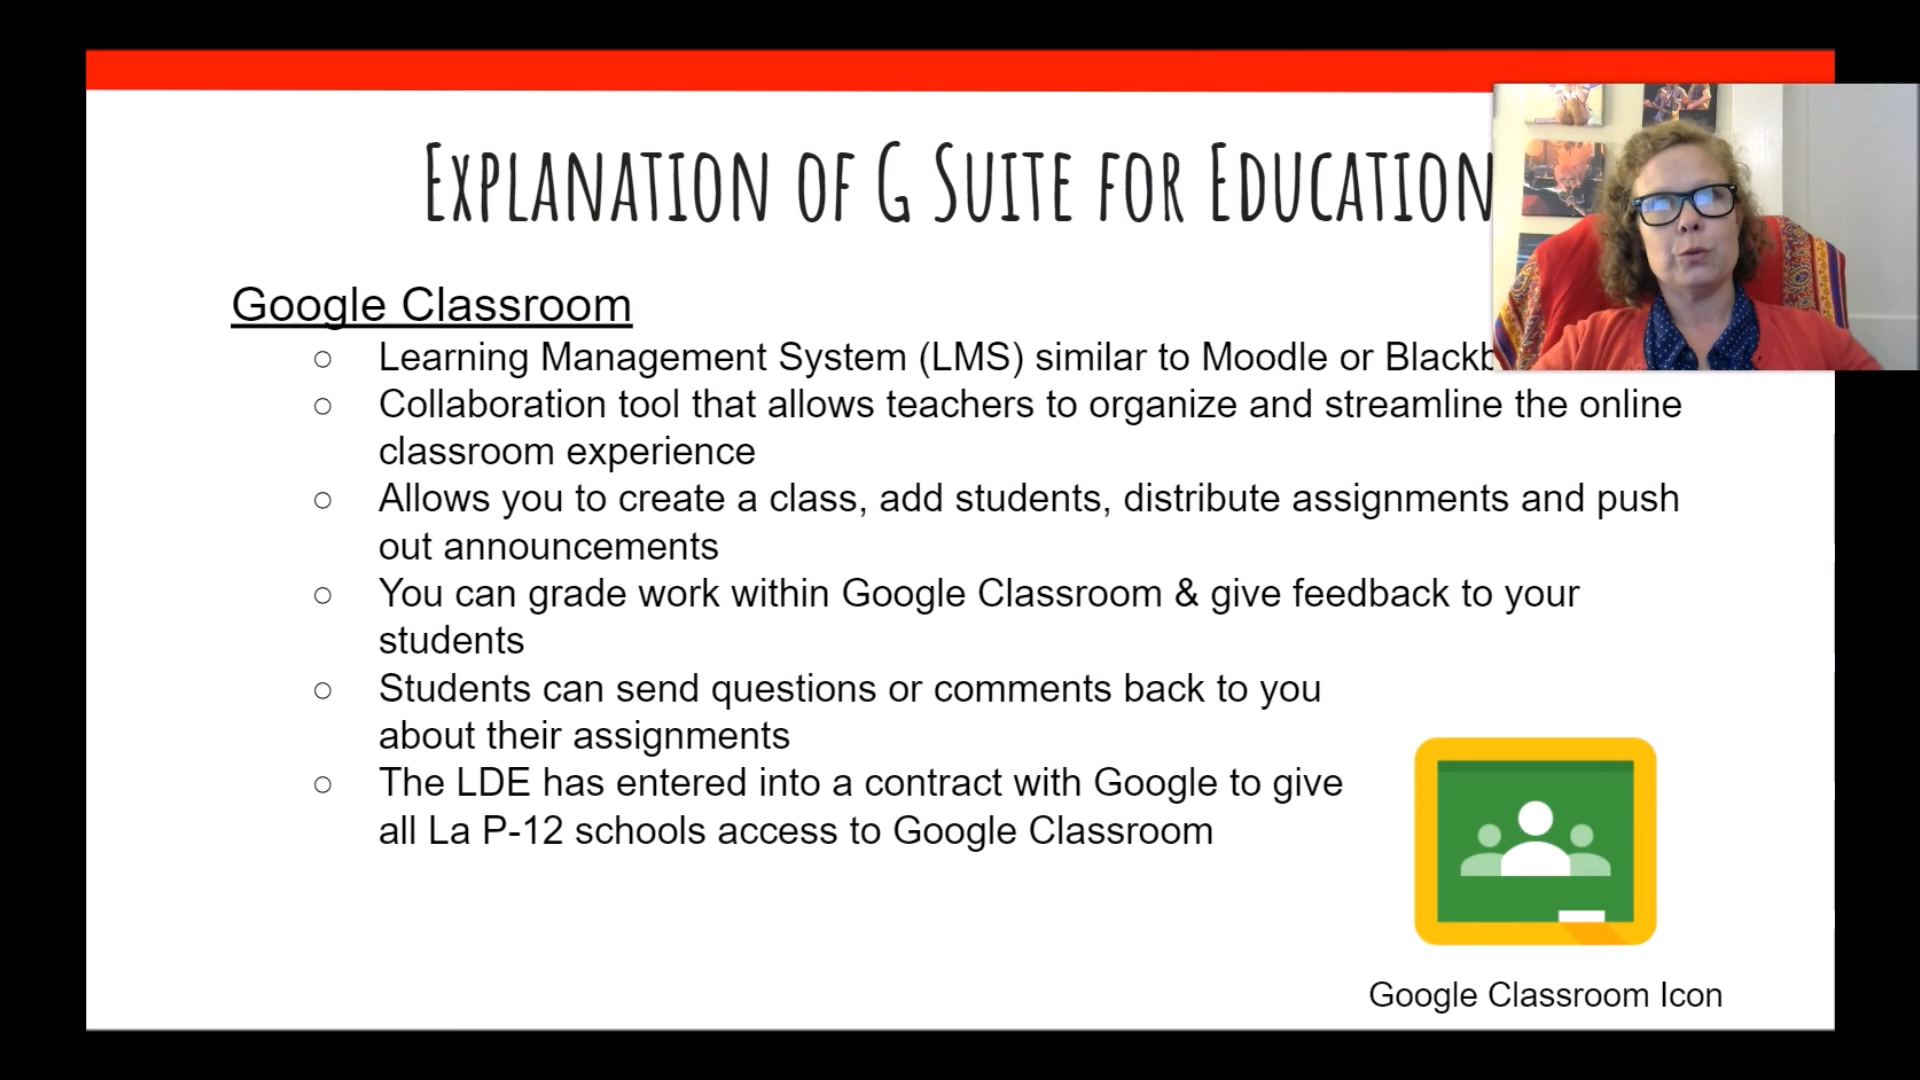 Explanation of G Suite for Education
Google Classroom
○ Learning Management System (LMS) similar to Moodle or
○ Collaboration tool that allows teachers to organize and streamline the online
classroom experience
○ Allows you to create a class, add students, distribute assignments and push
out announcements
○ You can grade work within Google Classroom & give feedback to your
students
○ Students can send questions or comments back to you
about their assignments
○ The LDE has entered into a contract with Google to give
all La P-12 schools access to Google Classroom
Google Classroom Icon